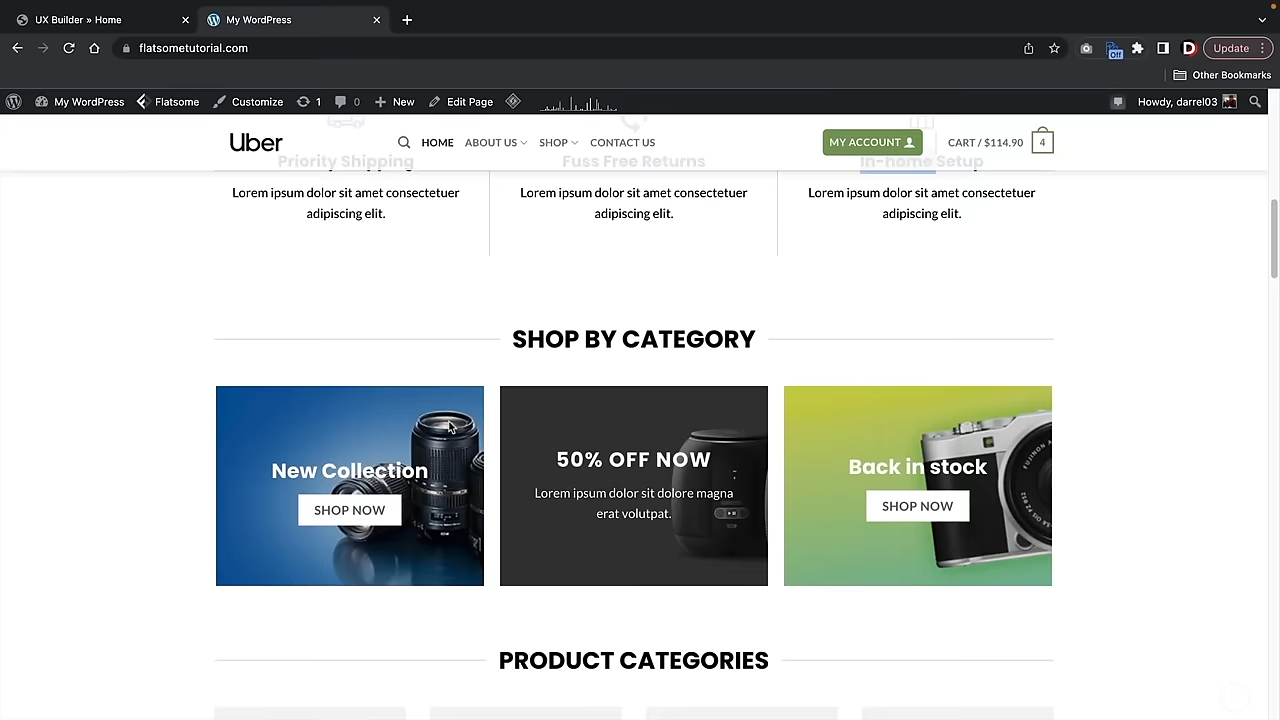 UX Builder » Home
My WordPress
flatsometutorial.com
Off
D
Update
Other Bookmarks
My WordPress
Flatsome
Customize
1
0
New
Edit Page
Howdy, darrel03
Uber
HOME
ABOUT US
SHOP
CONTACT US
MY ACCOUNT
CART / $114.90
4
Priority Shipping
Fuss Free Returns
In-home Setup
Lorem ipsum dolor sit amet consectetuer
adipiscing elit.
Lorem ipsum dolor sit amet consectetuer
adipiscing elit.
Lorem ipsum dolor sit amet consectetuer
adipiscing elit.
SHOP BY CATEGORY
New Collection
SHOP NOW
50% OFF NOW
Lorem ipsum dolor sit dolore magna
erat volutpat.
Back in stock
SHOP NOW
PRODUCT CATEGORIES